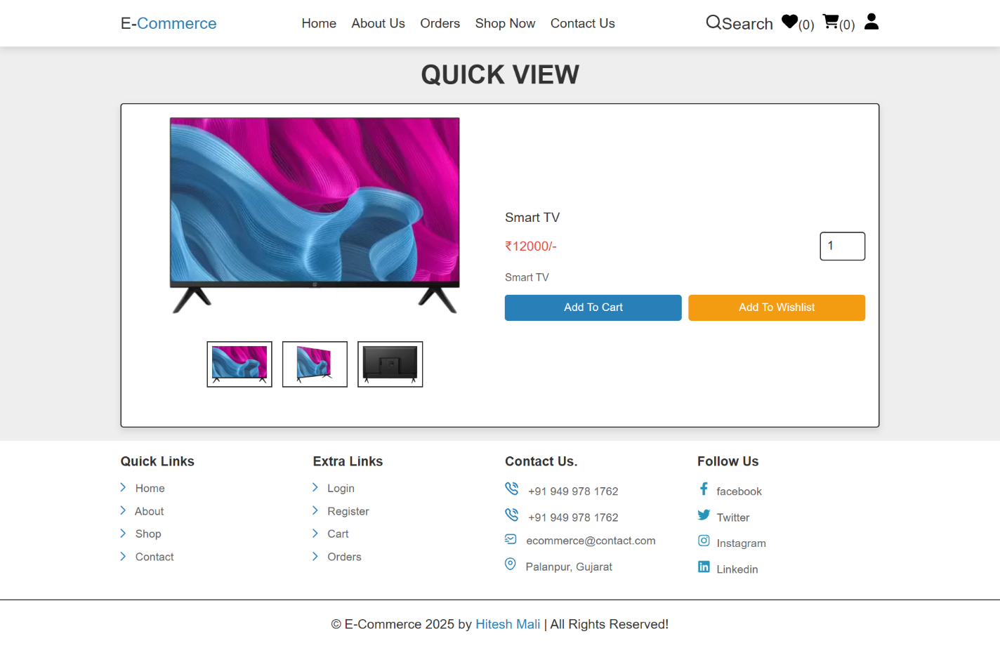 E-Commerce
Home About Us Orders Shop Now Contact Us
Search (0) (0)
QUICK VIEW
Smart TV
₹12000/-
1
Smart TV
Add To Cart
Add To Wishlist
Quick Links
Home
About
Shop
Contact
Extra Links
Login
Register
Cart
Orders
Contact Us.
+91 949 978 1762
+91 949 978 1762
ecommerce@contact.com
Palanpur, Gujarat
Follow Us
facebook
Twitter
Instagram
Linkedin
© E-Commerce 2025 by Hitesh Mali | All Rights Reserved!